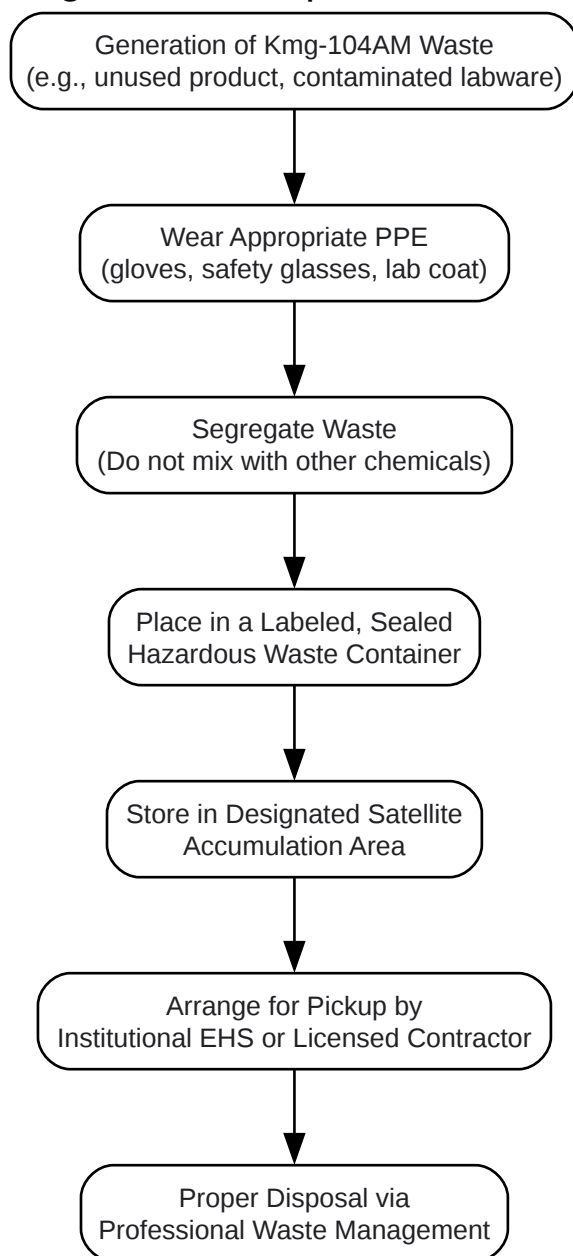 Generation of Kmg-104AM Waste
(e.g., unused product, contaminated labware)
Wear Appropriate PPE
(gloves, safety glasses, lab coat)
Segregate Waste
(Do not mix with other chemicals)
Place in a Labeled, Sealed
Hazardous Waste Container
Store in Designated Satellite
Accumulation Area
Arrange for Pickup by
Institutional EHS or Licensed Contractor
Proper Disposal via
Professional Waste Management